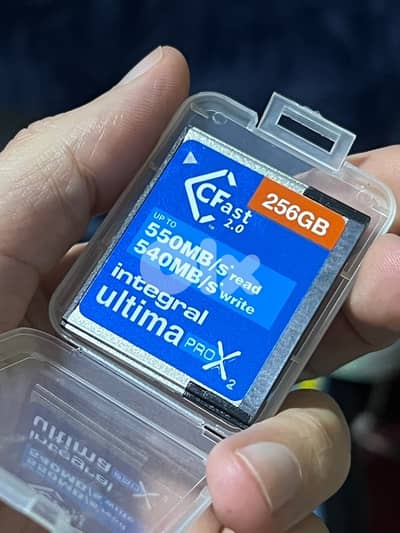 CFast
2.0
256GB
UP TO
550MB/s* read
540MB/s* write
integral
ultima PRO X2